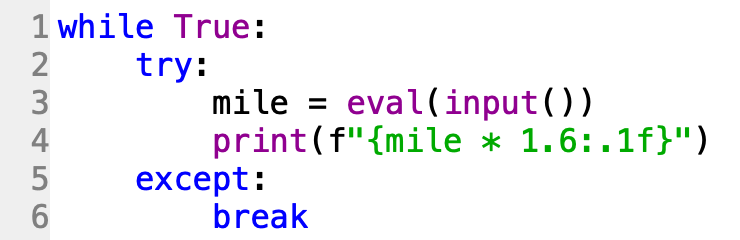 1 while True:
2     try:
3         mile = eval(input())
4         print(f"{mile * 1.6:.1f}")
5     except:
6         break